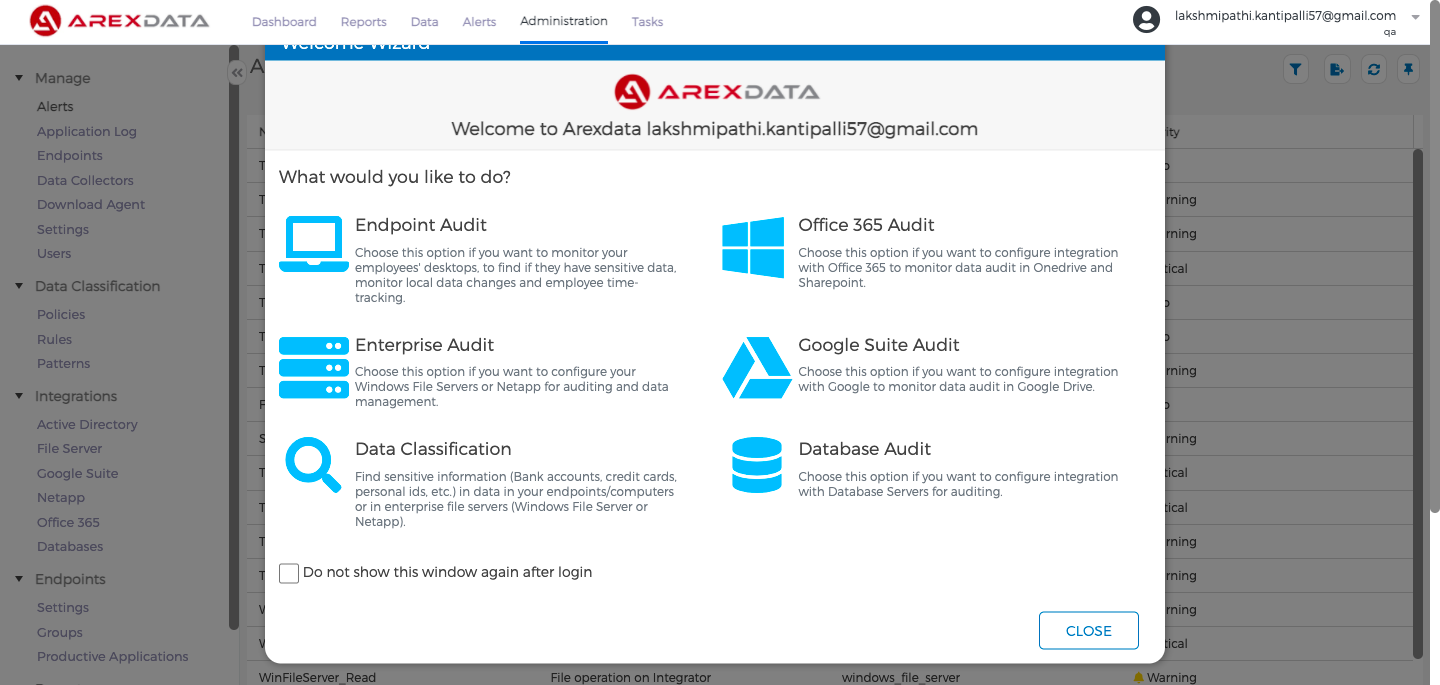 AREXDATA
Dashboard Reports Data Alerts Administration Tasks
lakshmipathi.kantipalli57@gmail.com
qa
Manage
Alerts
Application Log
Endpoints
Data Collectors
Download Agent
Settings
Users
Data Classification
Policies
Rules
Patterns
Integrations
Active Directory
File Server
Google Suite
Netapp
Office 365
Databases
Endpoints
Settings
Groups
Productive Applications
Welcome Wizard
AREXDATA
Welcome to Arexdata lakshmipathi.kantipalli57@gmail.com
What would you like to do?
Endpoint Audit
Choose this option if you want to monitor your
employees' desktops, to find if they have sensitive data,
monitor local data changes and employee time-
tracking.
Office 365 Audit
Choose this option if you want to configure integration
with Office 365 to monitor data audit in Onedrive and
Sharepoint.
Enterprise Audit
Choose this option if you want to configure your
Windows File Servers or Netapp for auditing and data
management.
Google Suite Audit
Choose this option if you want to configure integration
with Google to monitor data audit in Google Drive.
Data Classification
Find sensitive information (Bank accounts, credit cards,
personal ids, etc.) in data in your endpoints/computers
or in enterprise file servers (Windows File Server or
Netapp).
Database Audit
Choose this option if you want to configure integration
with Database Servers for auditing.
Do not show this window again after login
CLOSE
WinFileServer_Read File operation on Integrator windows_file_server Warning